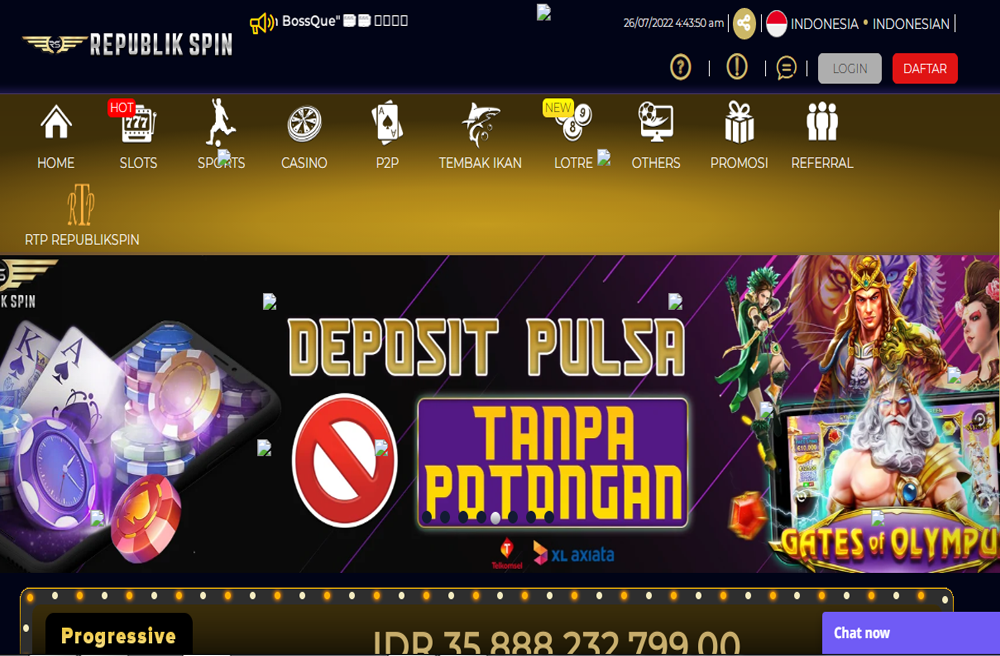 BossQue"
26/07/2022 4:43:50 am
INDONESIA • INDONESIAN
REPUBLIK SPIN
LOGIN
DAFTAR
HOT
NEW
HOME
SLOTS
SPORTS
CASINO
P2P
TEMBAK IKAN
LOTRE
OTHERS
PROMOSI
REFERRAL
RTP
RTP REPUBLIKSPIN
K SPIN
DEPOSIT PULSA
TANPA
POTONGAN
Telkomsel
XL axiata
GATES of OLYMPU
Progressive
IDR 35,888,232,799.00
Chat now